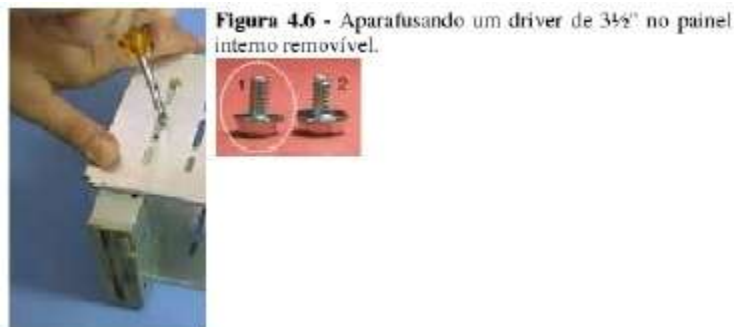 Figura 4.6 - Aparafusando um driver de 3½" no painel
interno removível.
1 2